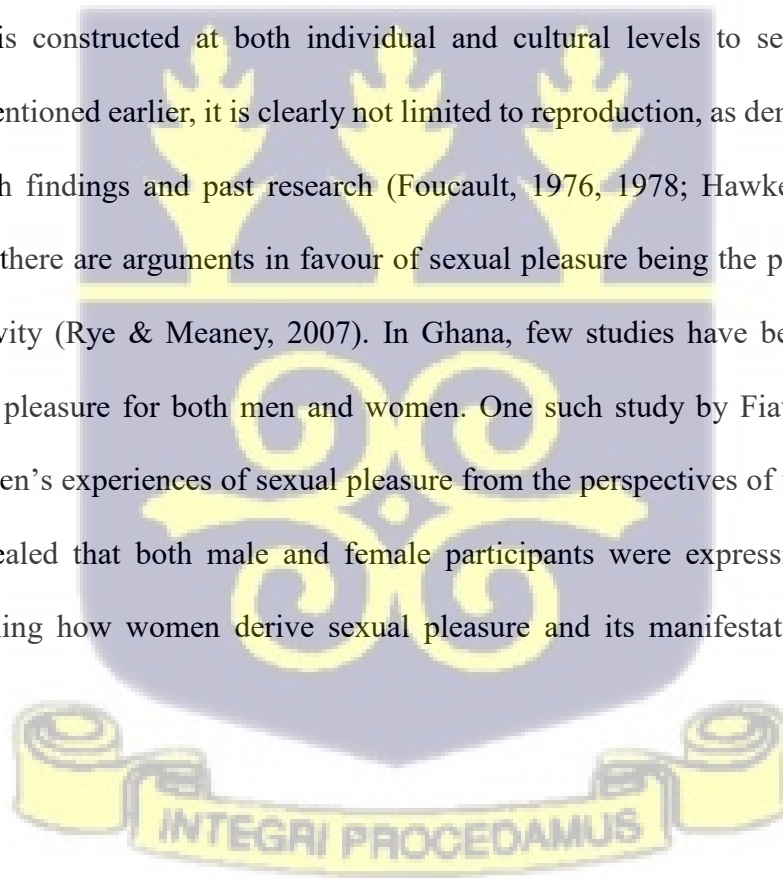 is constructed at both individual and cultural levels to se
entioned earlier, it is clearly not limited to reproduction, as den
h findings and past research (Foucault, 1976, 1978; Hawke
there are arguments in favour of sexual pleasure being the p
vity (Rye & Meaney, 2007). In Ghana, few studies have be
pleasure for both men and women. One such study by Fia
en’s experiences of sexual pleasure from the perspectives of
ealed that both male and female participants were express
ing how women derive sexual pleasure and its manifestat
INTEGRI PROCEDAMUS